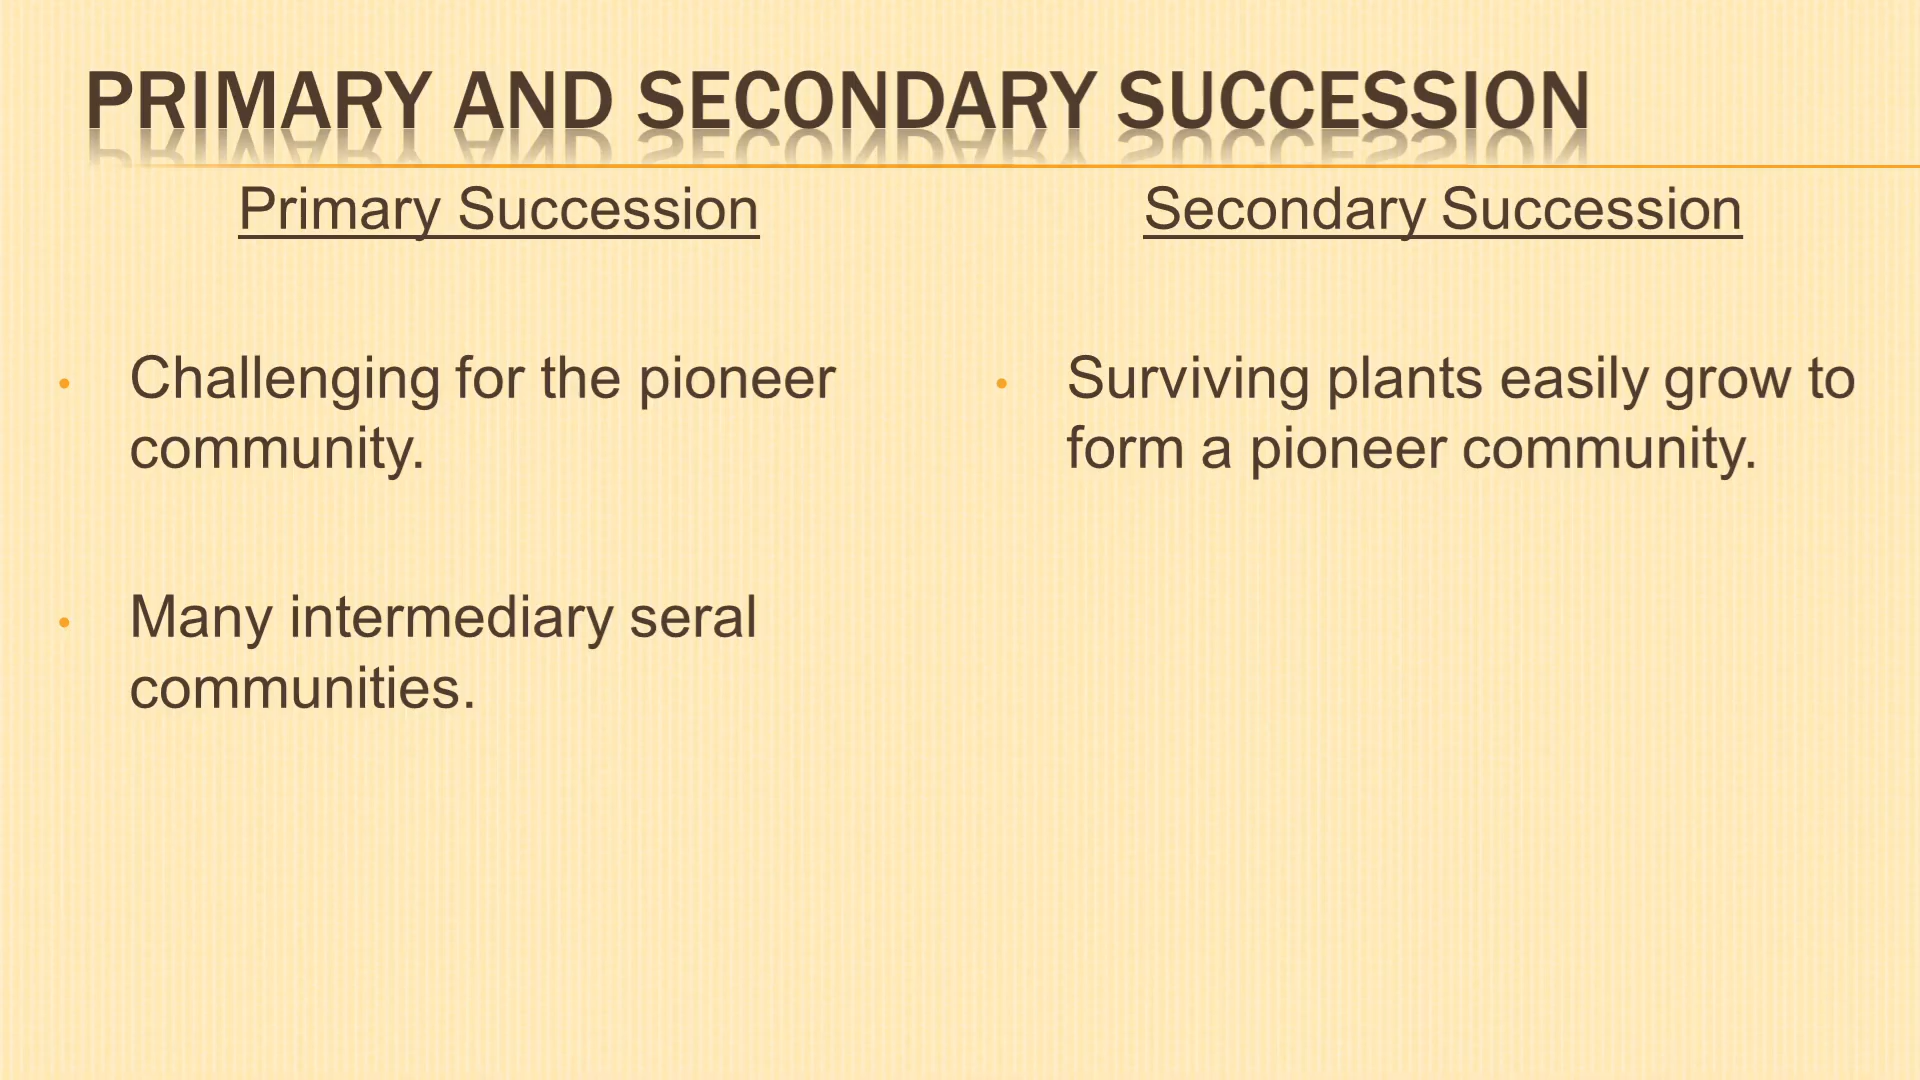 PRIMARY AND SECONDARY SUCCESSION
Primary Succession
• Challenging for the pioneer
community.
• Many intermediary seral
communities.
Secondary Succession
• Surviving plants easily grow to
form a pioneer community.